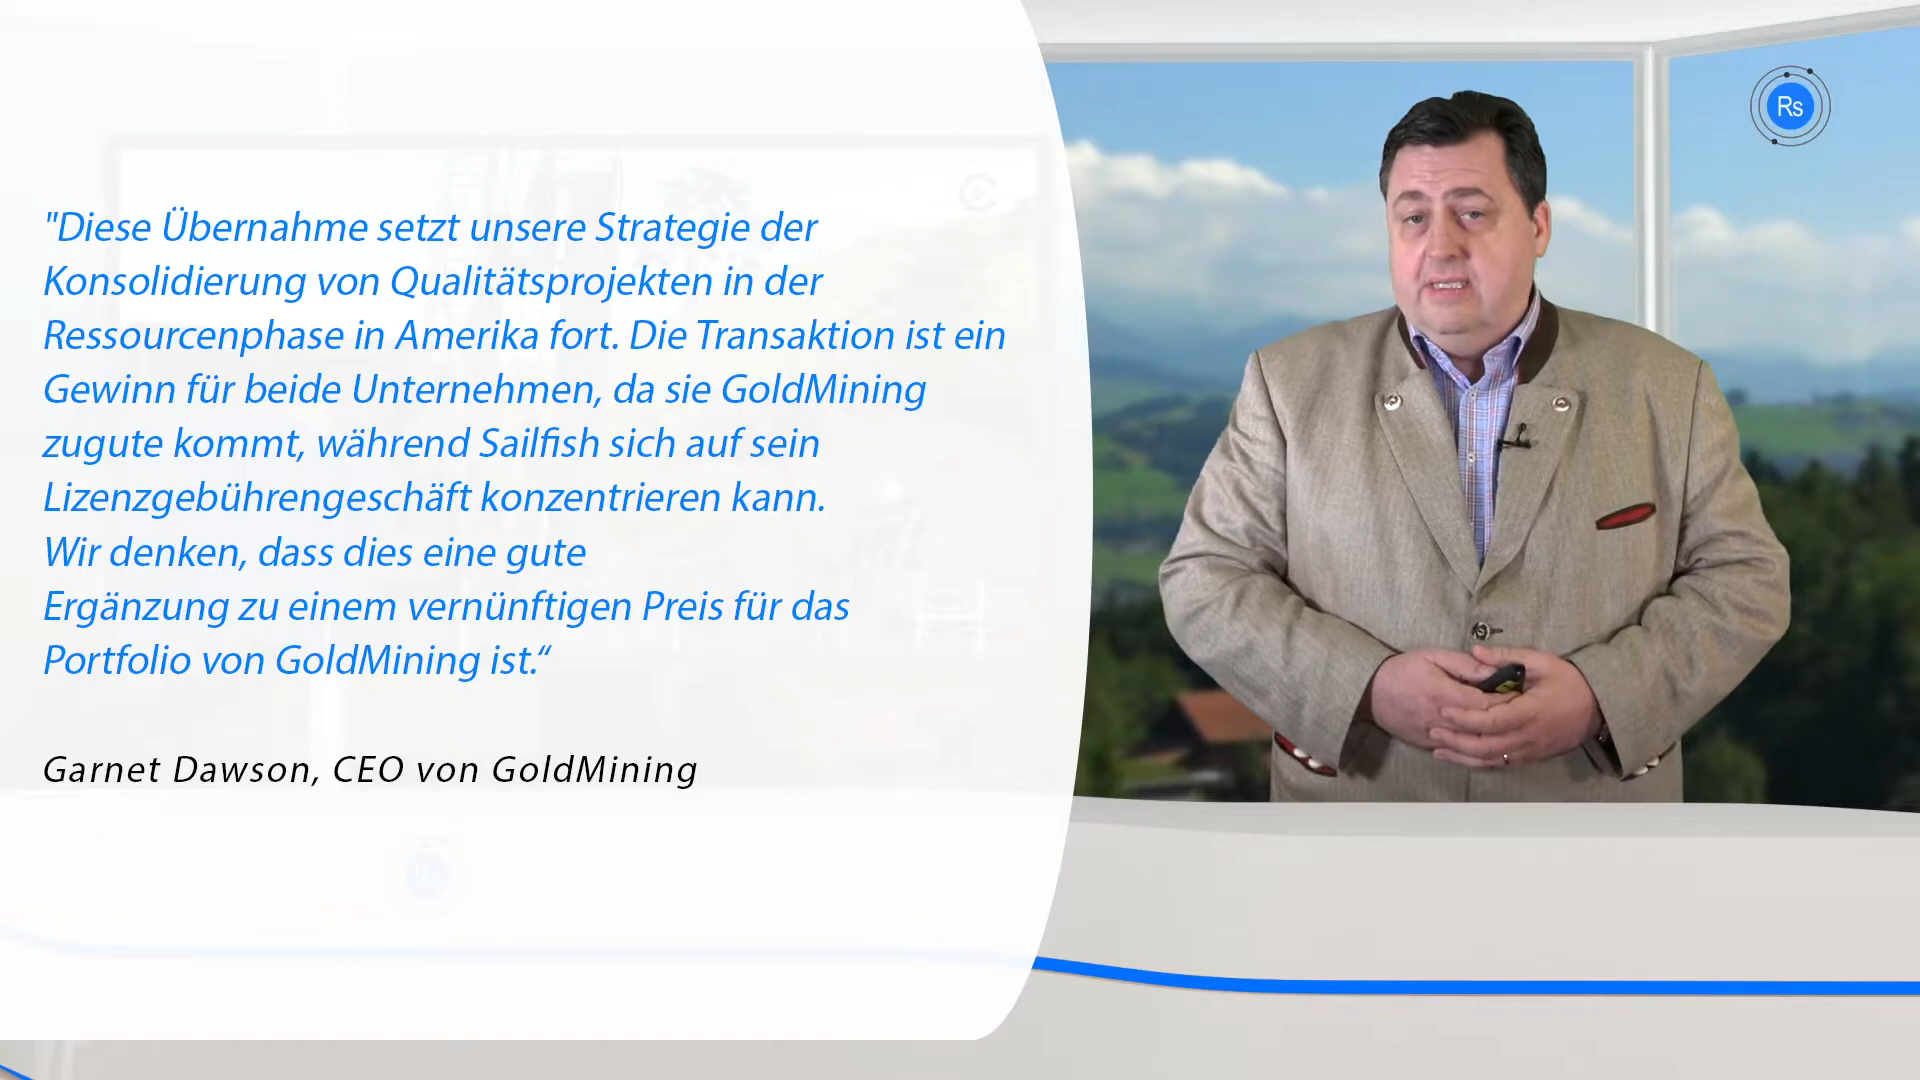 "Diese Übernahme setzt unsere Strategie der
Konsolidierung von Qualitätsprojekten in der
Ressourcenphase in Amerika fort. Die Transaktion ist ein
Gewinn für beide Unternehmen, da sie GoldMining
zugute kommt, während Sailfish sich auf sein
Lizenzgebührengeschäft konzentrieren kann.
Wir denken, dass dies eine gute
Ergänzung zu einem vernünftigen Preis für das
Portfolio von GoldMining ist.“
Garnet Dawson, CEO von GoldMining
Rs